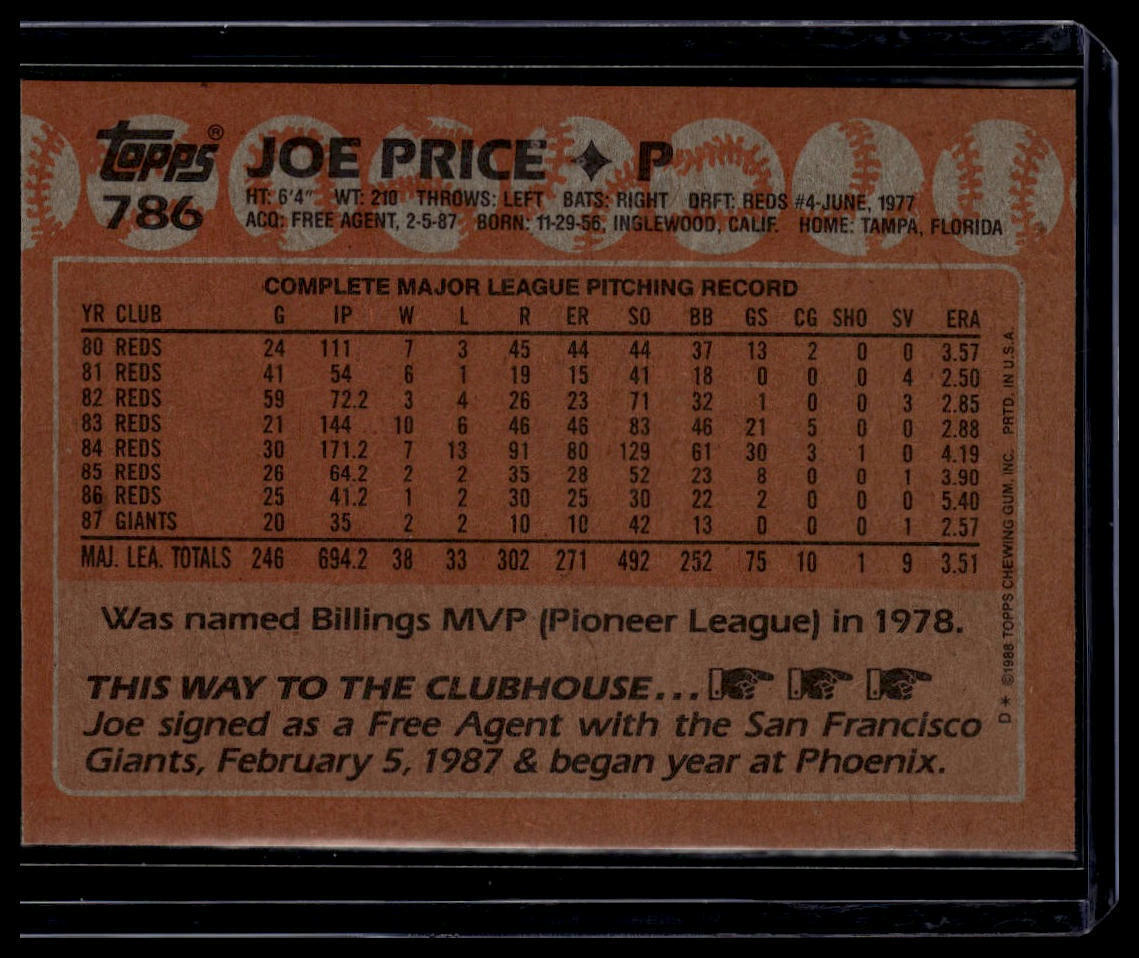 topps® JOE PRICE ✦ P
786
HT: 6'4" WT: 210 THROWS: LEFT BATS: RIGHT DRFT: REDS #4-JUNE, 1977
ACQ: FREE AGENT, 2-5-87 BORN: 11-29-56, INGLEWOOD, CALIF. HOME: TAMPA, FLORIDA
COMPLETE MAJOR LEAGUE PITCHING RECORD
YR CLUB G IP W L R ER SO BB GS CG SHO SV ERA
80 REDS 24 111 7 3 45 44 44 37 13 2 0 0 3.57
81 REDS 41 54 6 1 19 15 41 18 0 0 0 4 2.50
82 REDS 59 72.2 3 4 26 23 71 32 1 0 0 3 2.85
83 REDS 21 144 10 6 46 46 83 46 21 5 0 0 2.88
84 REDS 30 171.2 7 13 91 80 129 61 30 3 1 0 4.19
85 REDS 26 64.2 2 2 35 28 52 23 8 0 0 1 3.90
86 REDS 25 41.2 1 2 30 25 30 22 2 0 0 0 5.40
87 GIANTS 20 35 2 2 10 10 42 13 0 0 0 1 2.57
MAJ. LEA. TOTALS 246 694.2 38 33 302 271 492 252 75 10 1 9 3.51
Was named Billings MVP (Pioneer League) in 1978.
THIS WAY TO THE CLUBHOUSE...
Joe signed as a Free Agent with the San Francisco
Giants, February 5, 1987 & began year at Phoenix.
D* ©1988 TOPPS CHEWING GUM, INC. PRTD. IN U.S.A.